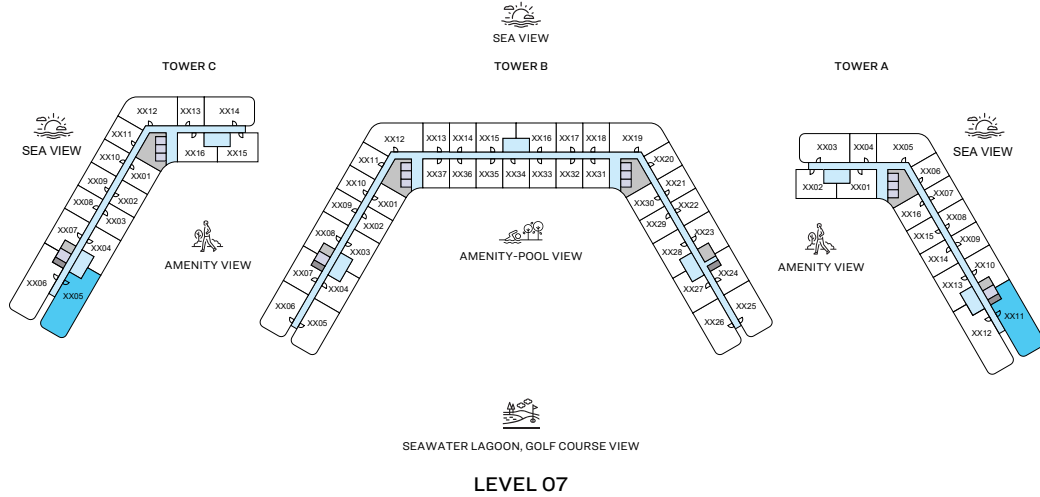 SEA VIEW
TOWER C
TOWER B
TOWER A
SEA VIEW
SEA VIEW
XX12
XX13
XX14
XX11
XX10
XX09
XX08
XX07
XX06
XX01
XX02
XX03
XX04
XX05
XX16
XX15
AMENITY VIEW
XX12
XX13
XX14
XX15
XX16
XX17
XX18
XX19
XX11
XX10
XX09
XX08
XX07
XX06
XX01
XX02
XX03
XX04
XX05
XX37
XX36
XX35
XX34
XX33
XX32
XX31
XX20
XX21
XX22
XX23
XX24
XX25
XX30
XX29
XX28
XX27
XX26
AMENITY-POOL VIEW
XX03
XX04
XX05
XX02
XX01
XX06
XX07
XX08
XX09
XX10
XX11
XX16
XX15
XX14
XX13
XX12
AMENITY VIEW
SEAWATER LAGOON, GOLF COURSE VIEW
LEVEL 07